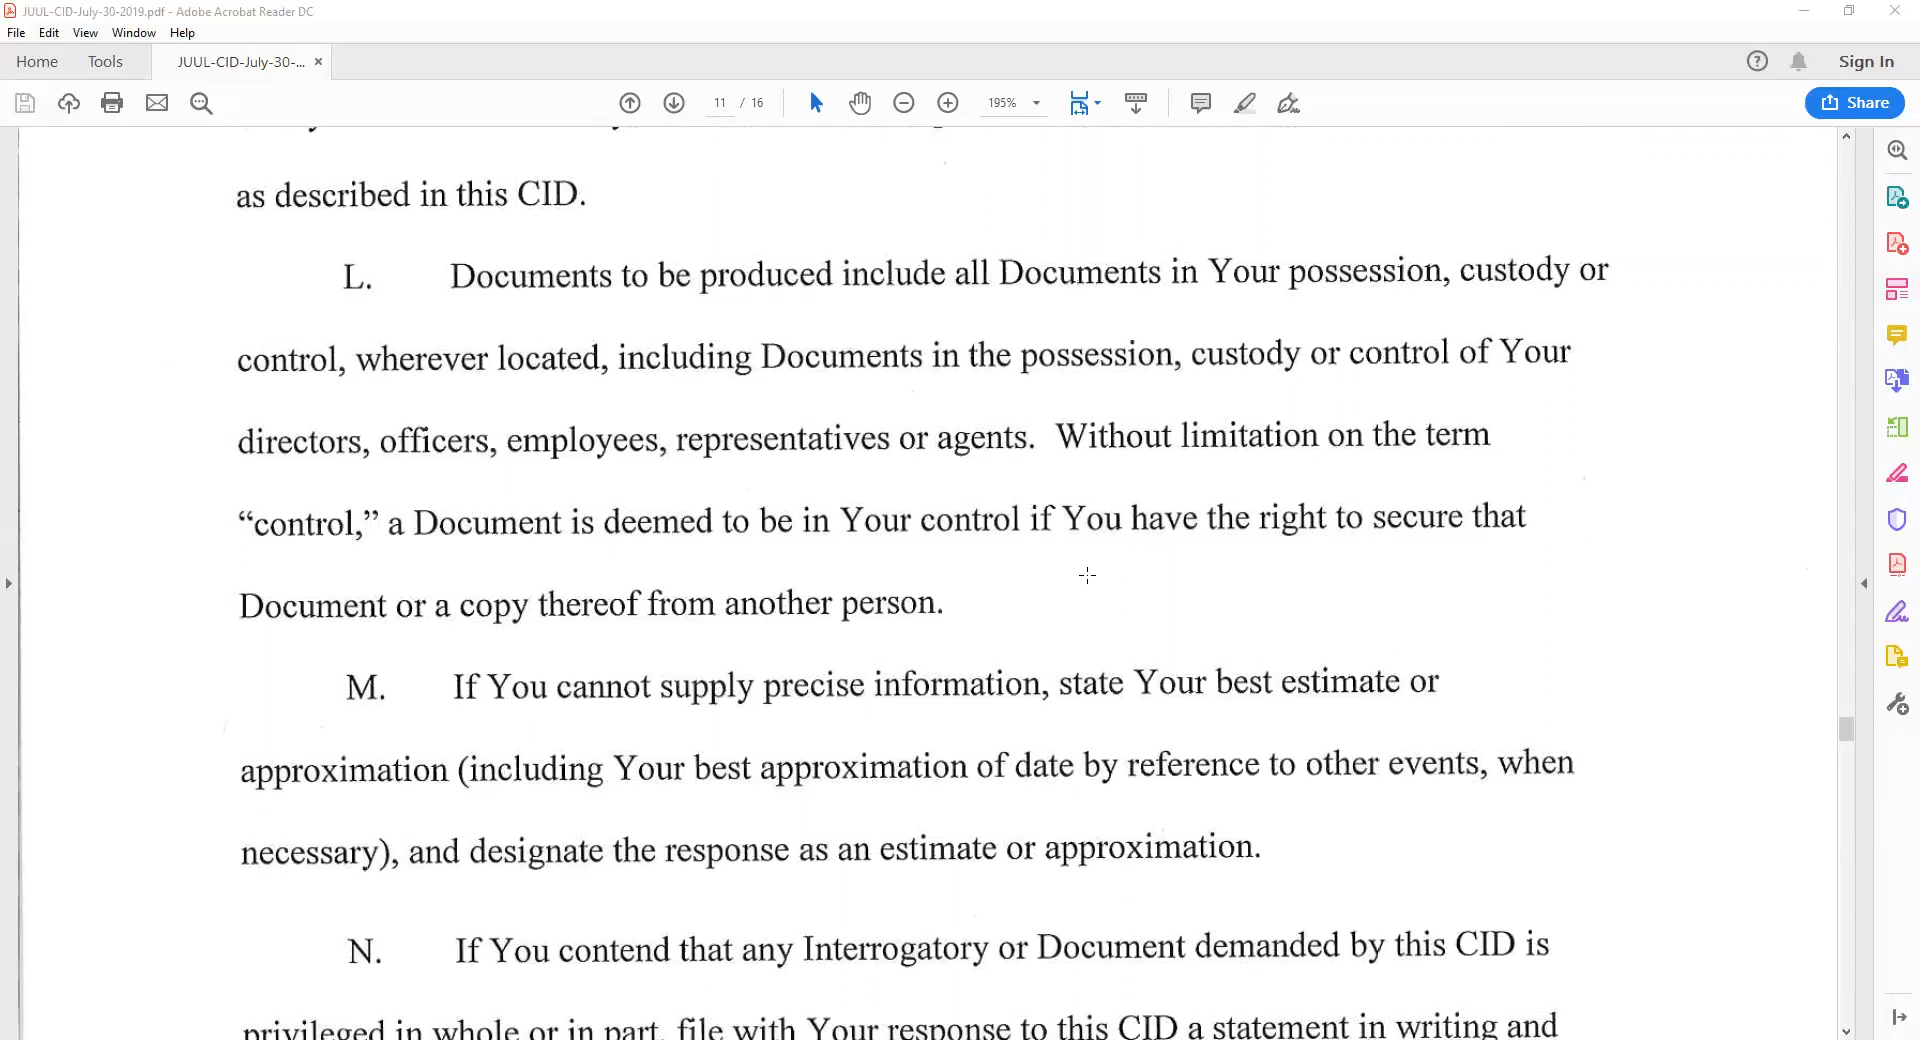 JUUL-CID-July-30-2019.pdf - Adobe Acrobat Reader DC
File Edit View Window Help
Home Tools JUUL-CID-July-30-... × Sign In
11 / 16 195% Share
as described in this CID.
L. Documents to be produced include all Documents in Your possession, custody or
control, wherever located, including Documents in the possession, custody or control of Your
directors, officers, employees, representatives or agents. Without limitation on the term
“control,” a Document is deemed to be in Your control if You have the right to secure that
Document or a copy thereof from another person.
M. If You cannot supply precise information, state Your best estimate or
approximation (including Your best approximation of date by reference to other events, when
necessary), and designate the response as an estimate or approximation.
N. If You contend that any Interrogatory or Document demanded by this CID is
privileged in whole or in part, file with Your response to this CID a statement in writing and